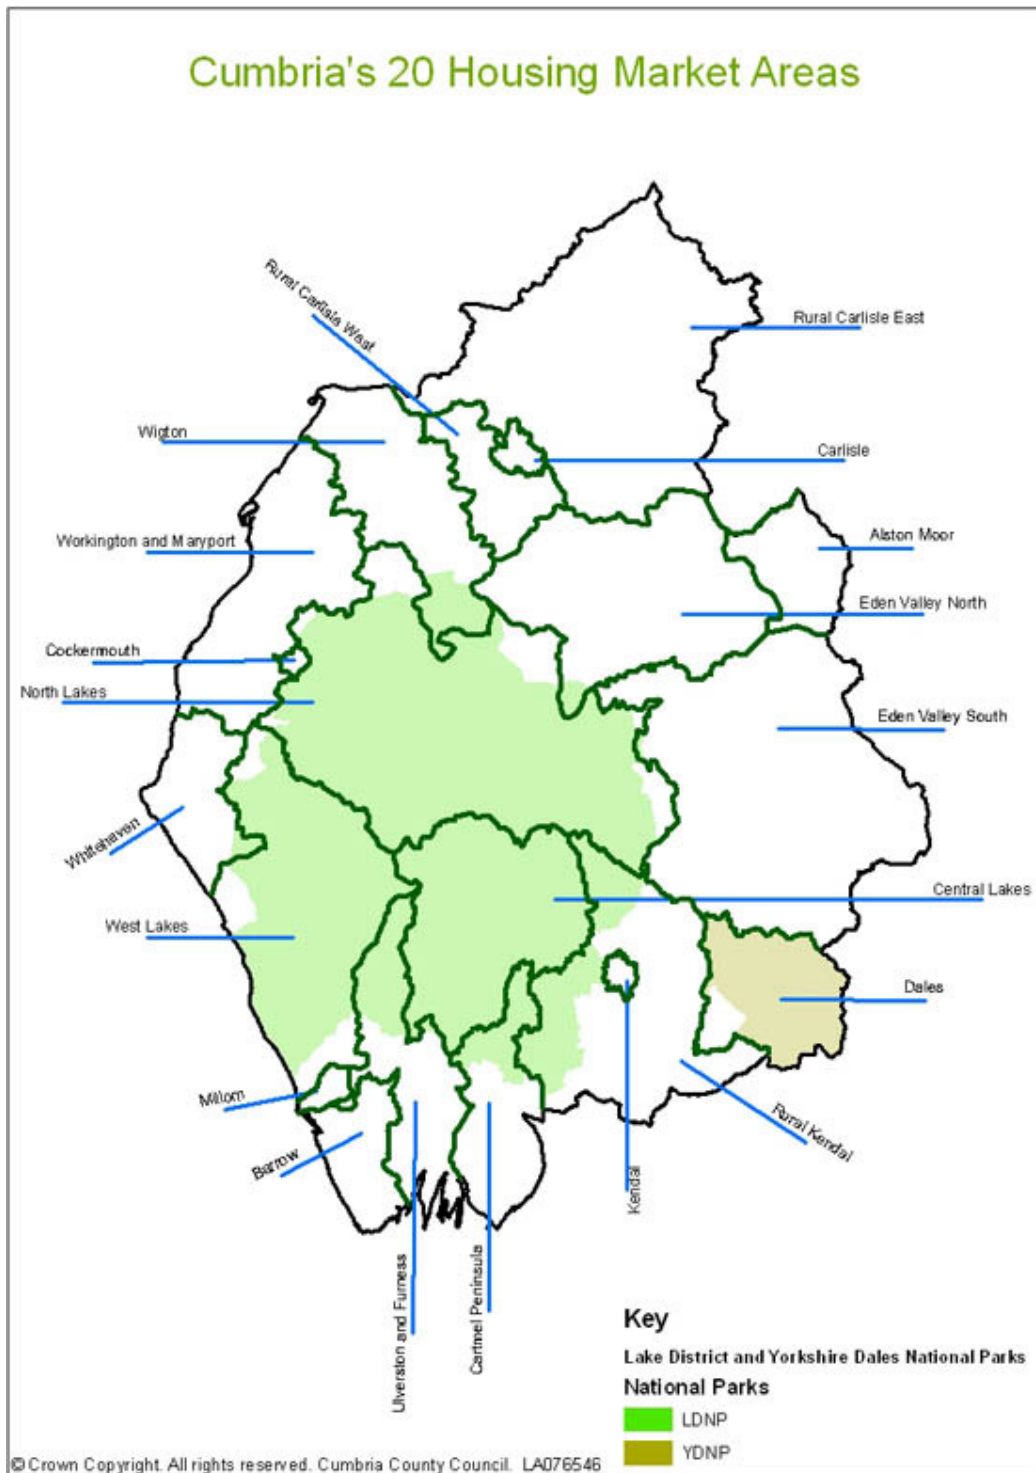 Cumbria's 20 Housing Market Areas
Rural Carlisle West
Rural Carlisle East
Wigton
Carlisle
Workington and Maryport
Alston Moor
Eden Valley North
Cockermouth
North Lakes
Eden Valley South
Whitehaven
Central Lakes
West Lakes
Dales
Millom
Barrow
Rural Kendal
Kendal
Ulverston and Furness
Cartmel Peninsula
Key
Lake District and Yorkshire Dales National Parks
National Parks
LDNP
YDNP
© Crown Copyright. All rights reserved. Cumbria County Council. LA076546